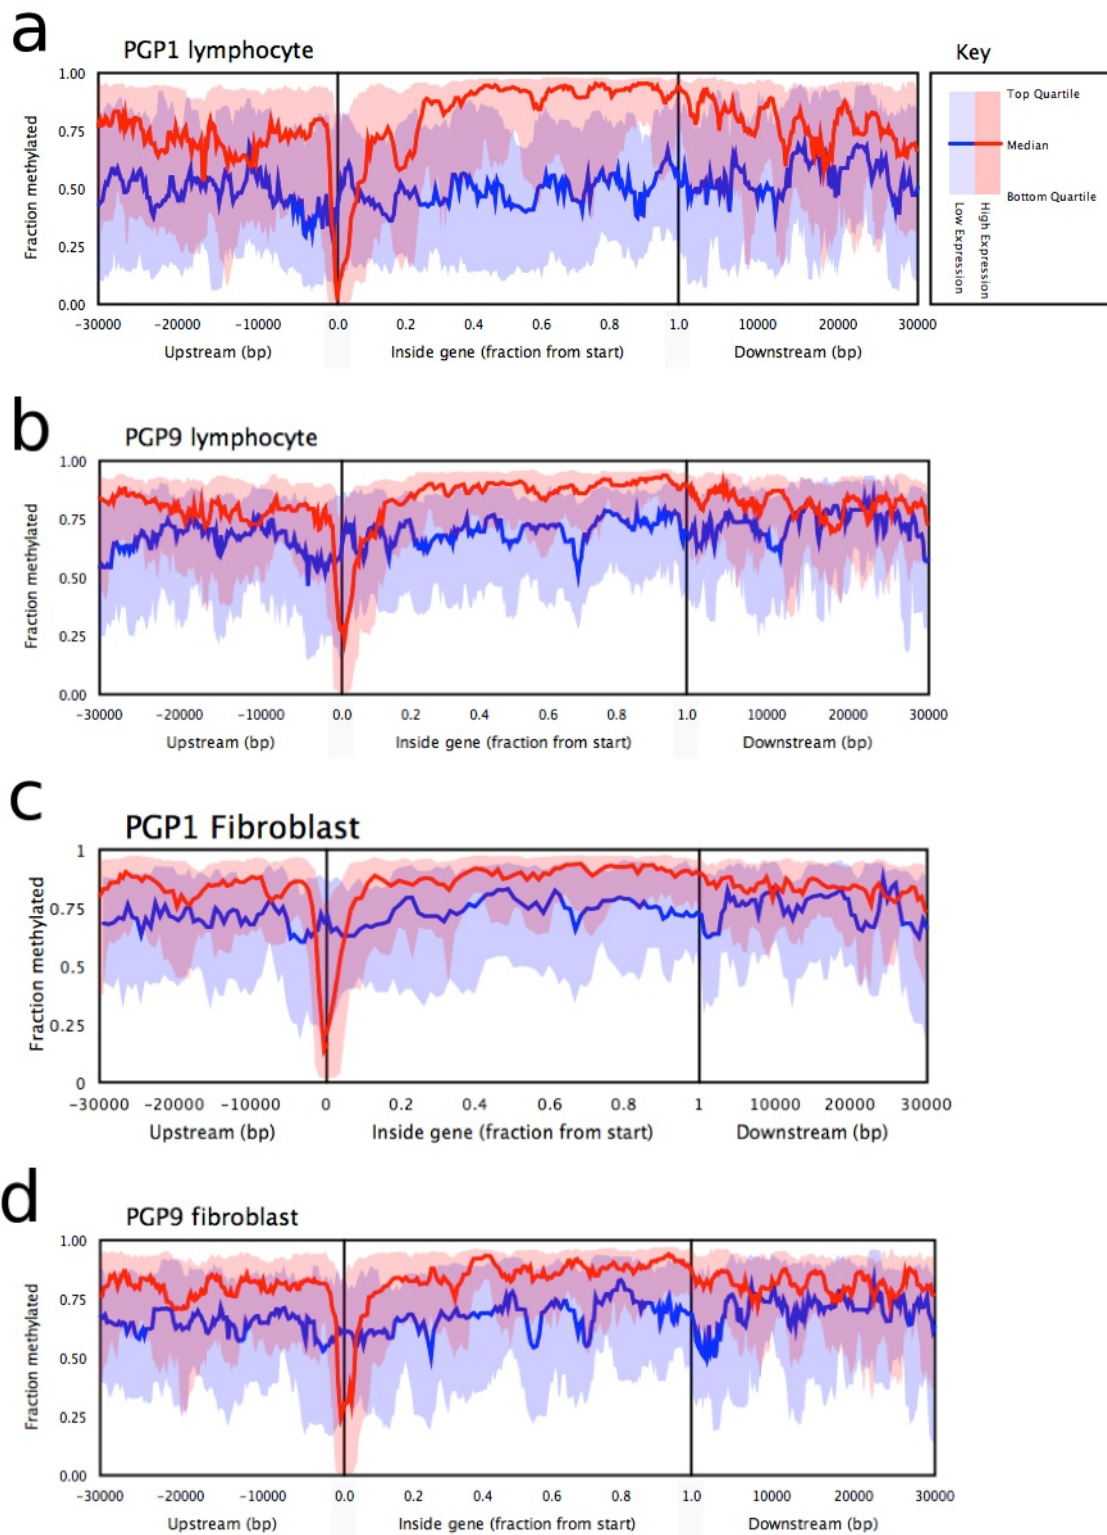 a
PGP1 lymphocyte
Key
1.00
0.75
0.50
0.25
0.00
Fraction methylated
Top Quartile
Median
Bottom Quartile
Low Expression
High Expression
−30000 −20000 −10000 0.0 0.2 0.4 0.6 0.8 1.0 10000 20000 30000
Upstream (bp) Inside gene (fraction from start) Downstream (bp)
b
PGP9 lymphocyte
1.00
0.75
0.50
0.25
0.00
Fraction methylated
−30000 −20000 −10000 0.0 0.2 0.4 0.6 0.8 1.0 10000 20000 30000
Upstream (bp) Inside gene (fraction from start) Downstream (bp)
c
PGP1 Fibroblast
1
0.75
0.5
0.25
0
Fraction methylated
−30000 −20000 −10000 0 0.2 0.4 0.6 0.8 1 10000 20000 30000
Upstream (bp) Inside gene (fraction from start) Downstream (bp)
d
PGP9 fibroblast
1.00
0.75
0.50
0.25
0.00
Fraction methylated
−30000 −20000 −10000 0.0 0.2 0.4 0.6 0.8 1.0 10000 20000 30000
Upstream (bp) Inside gene (fraction from start) Downstream (bp)